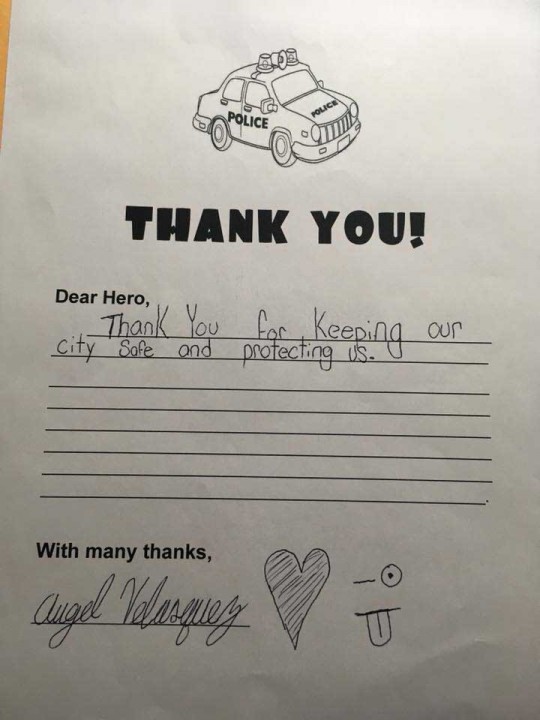 POLICE
POLICE
THANK YOU!
Dear Hero,
Thank You for Keeping our
city Safe and protecting us.
With many thanks,
Angel Velasquez